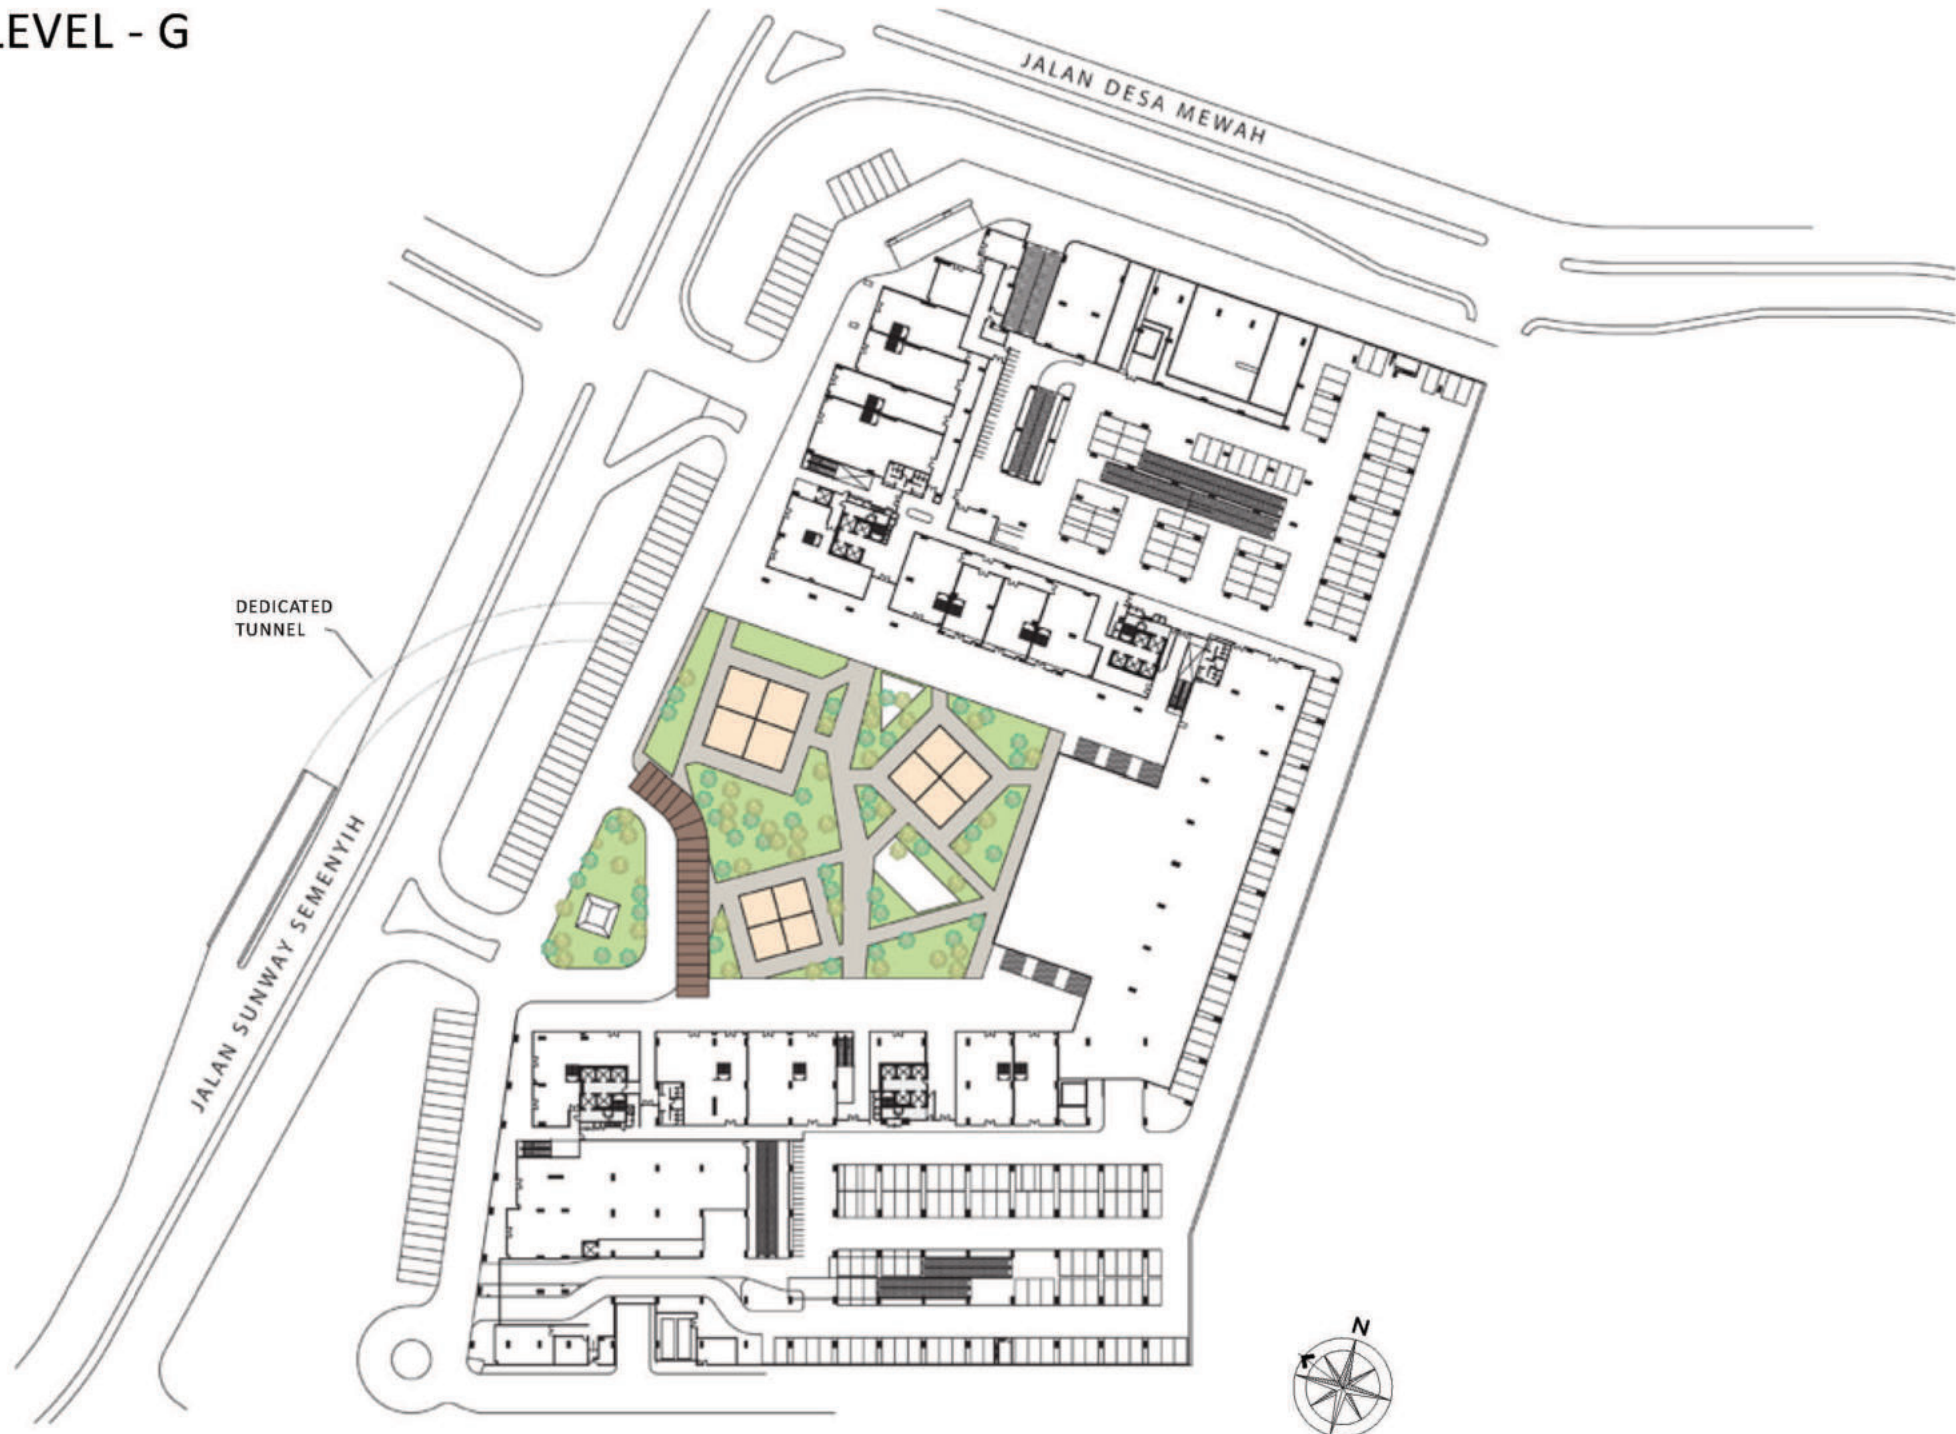 LEVEL - G
JALAN DESA MEWAH
DEDICATED
TUNNEL
JALAN SUNWAY SEMENYIH
N